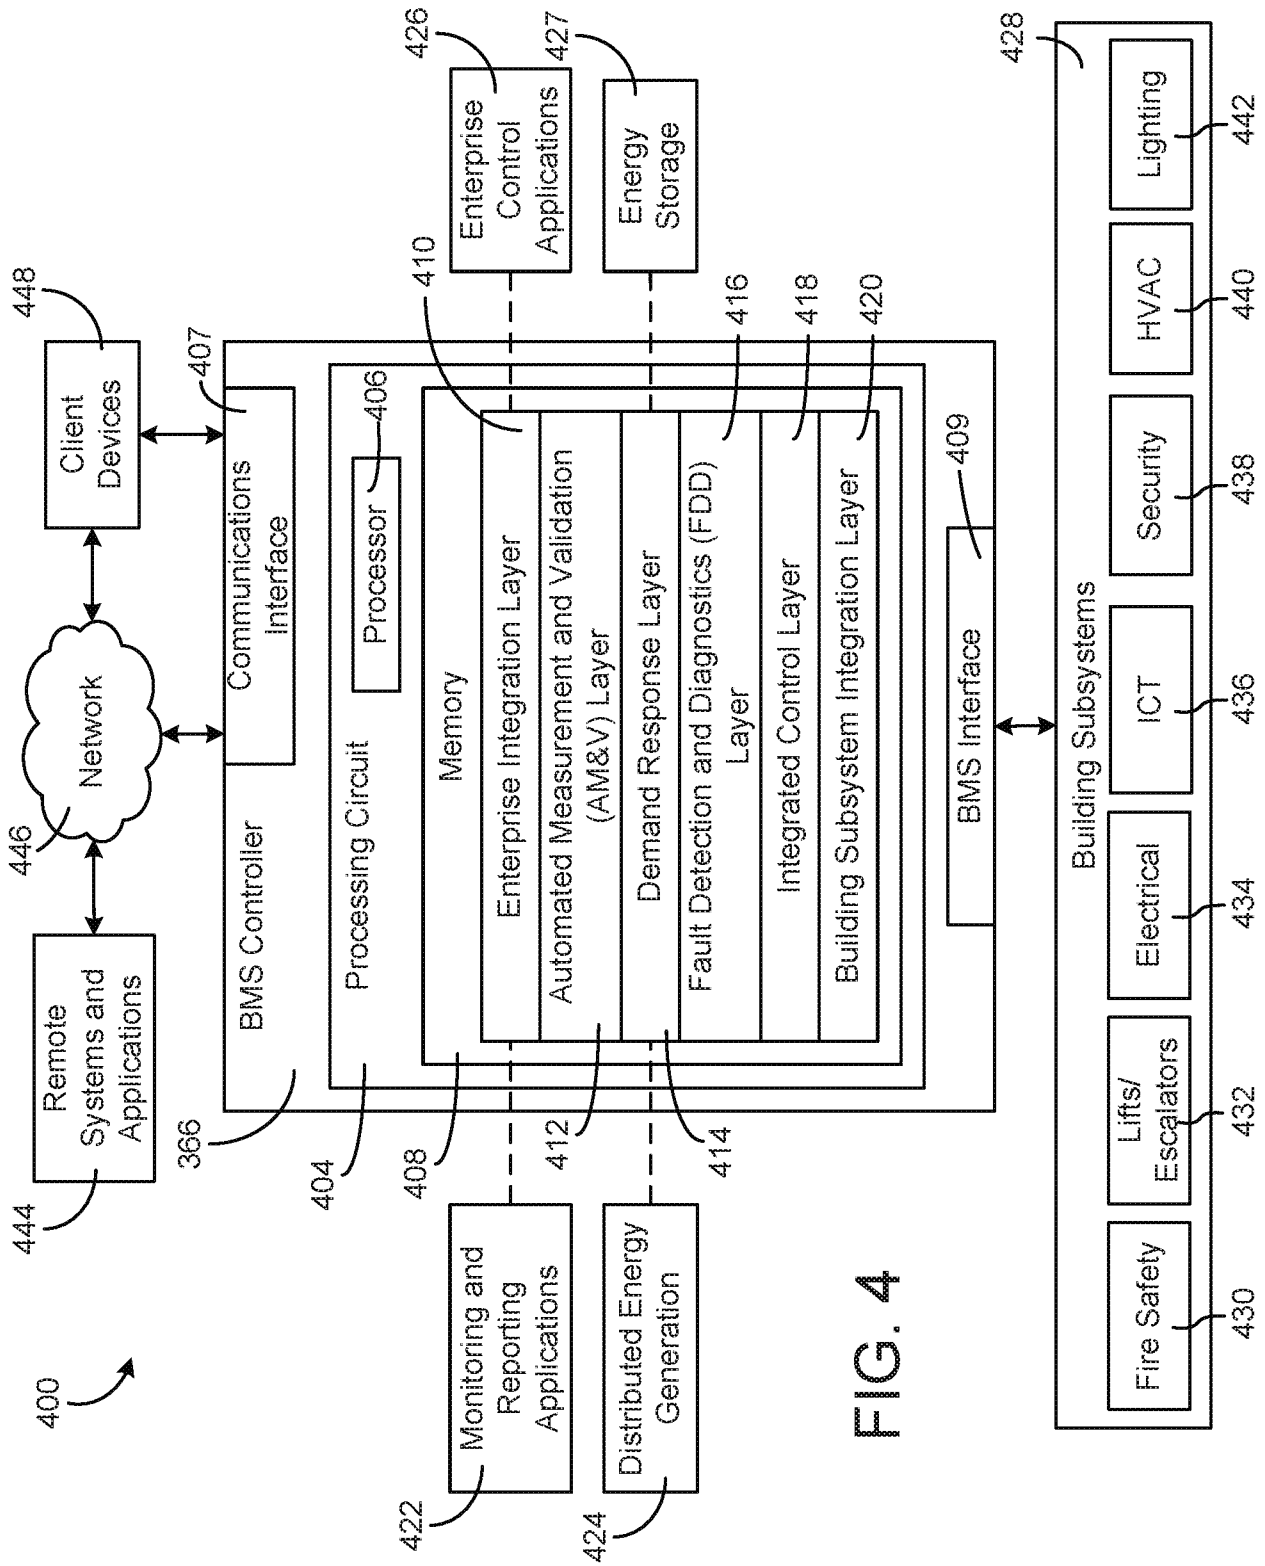 400
444
Remote
Systems and
Applications
446
Network
448
Client
Devices
366
BMS Controller
Communications
Interface
407
404
Processing Circuit
Processor
406
408
Memory
410
Enterprise Integration Layer
Automated Measurement and Validation
(AM&V) Layer
412
Demand Response Layer
414
Fault Detection and Diagnostics (FDD)
Layer
416
Integrated Control Layer
418
Building Subsystem Integration Layer
420
422
Monitoring and
Reporting
Applications
424
Distributed Energy
Generation
426
Enterprise
Control
Applications
427
Energy
Storage
BMS Interface
409
FIG. 4
Building Subsystems
428
Fire Safety
430
Lifts/
Escalators
432
Electrical
434
ICT
436
Security
438
HVAC
440
Lighting
442